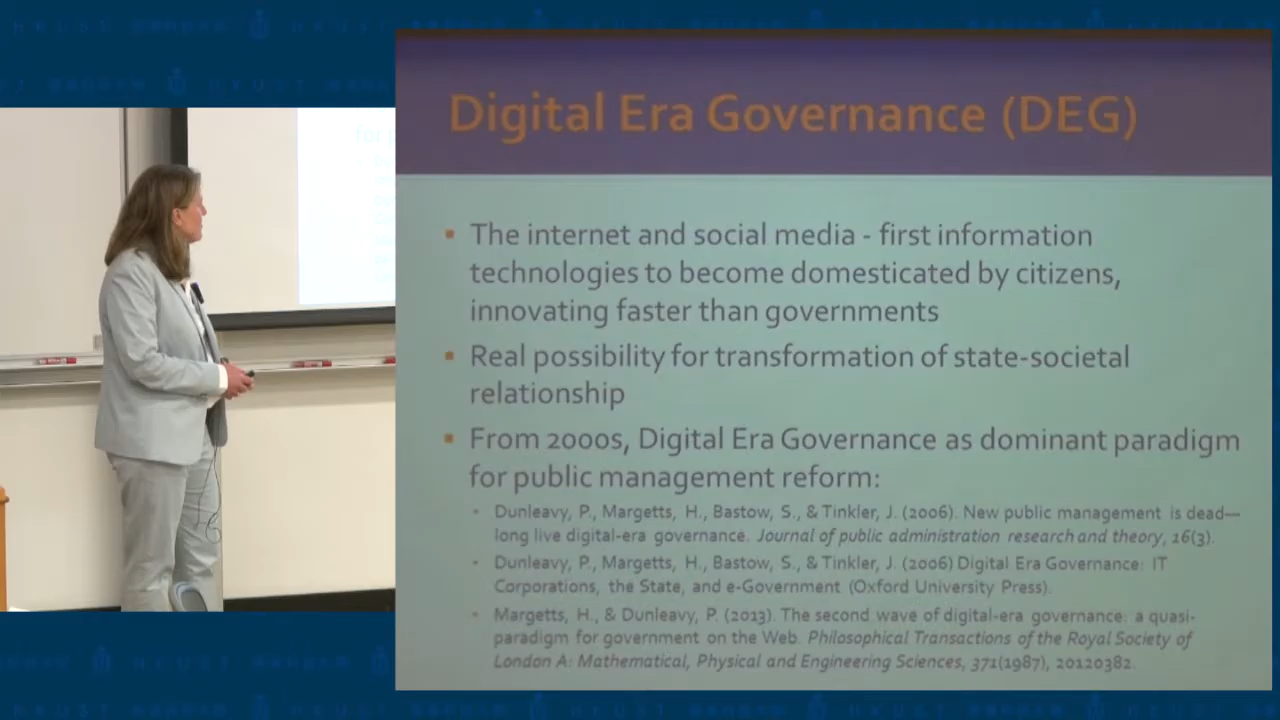 Digital Era Governance (DEG)
The internet and social media - first information
technologies to become domesticated by citizens,
innovating faster than governments
Real possibility for transformation of state-societal
relationship
From 2000s, Digital Era Governance as dominant paradigm
for public management reform:
Dunleavy, P., Margetts, H., Bastow, S., & Tinkler, J. (2006). New public management is dead—
long live digital-era governance. Journal of public administration research and theory, 16(3).
Dunleavy, P., Margetts, H., Bastow, S., & Tinkler, J. (2006) Digital Era Governance: IT
Corporations, the State, and e-Government (Oxford University Press).
Margetts, H., & Dunleavy, P. (2013). The second wave of digital-era governance: a quasi-
paradigm for government on the Web. Philosophical Transactions of the Royal Society of
London A: Mathematical, Physical and Engineering Sciences, 371(1987), 20120382.